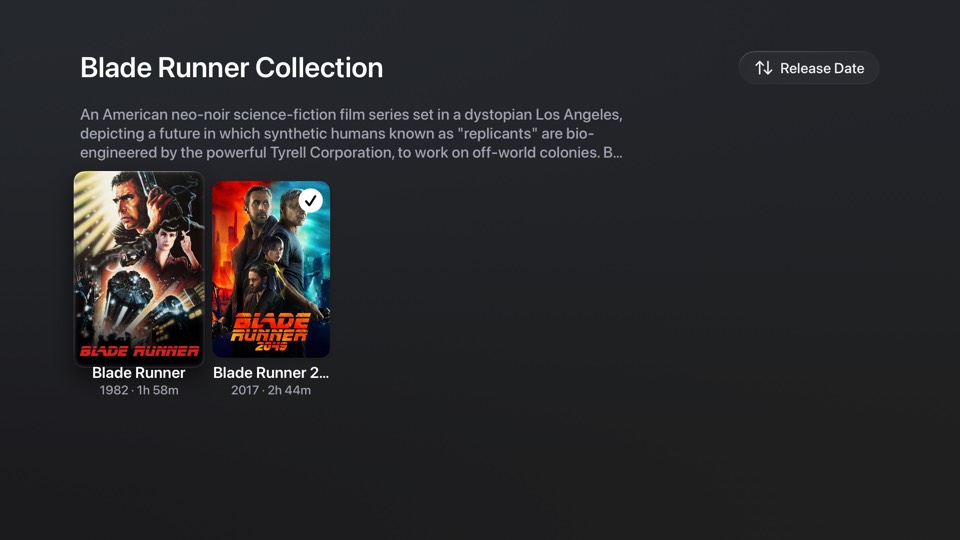 Blade Runner Collection
Release Date
An American neo-noir science-fiction film series set in a dystopian Los Angeles,
depicting a future in which synthetic humans known as "replicants" are bio-
engineered by the powerful Tyrell Corporation, to work on off-world colonies. B...
BLADE RUNNER
BLADE
RUNNER
2049
Blade Runner
Blade Runner 2...
1982 · 1h 58m
2017 · 2h 44m